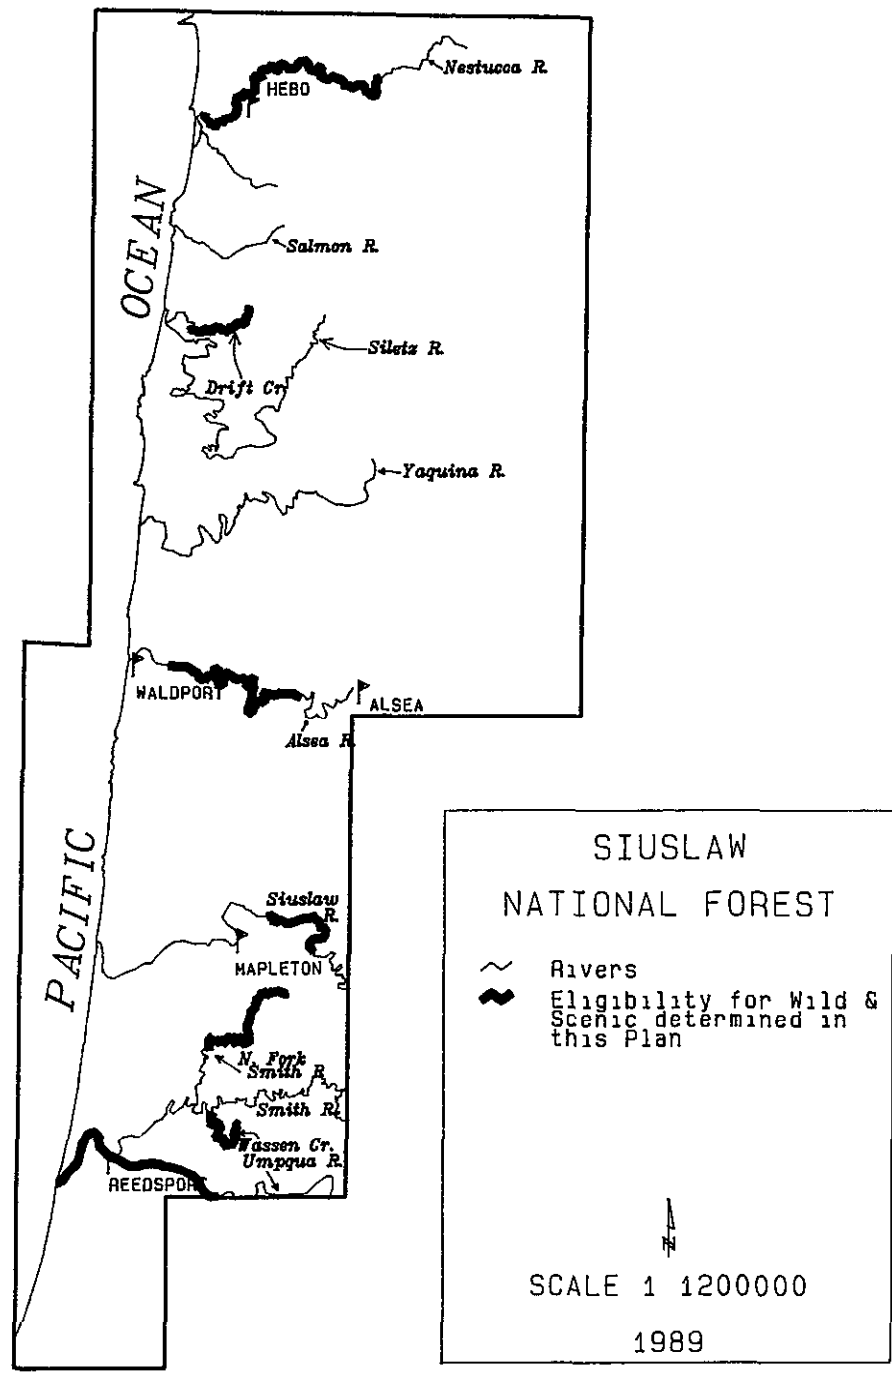 Nestucca R.
HEBO
OCEAN
Salmon R.
Siletz R.
Drift Cr
Yaquina R.
WALDPORT
ALSEA
Alsea R.
PACIFIC
Siuslaw
R.
MAPLETON
N. Fork
Smith R
Smith R.
Wassen Cr.
Umpqua R.
REEDSPORT
SIUSLAW
NATIONAL FOREST
Rivers
Eligibility for Wild &
Scenic determined in
this Plan
N
SCALE 1 1200000
1989